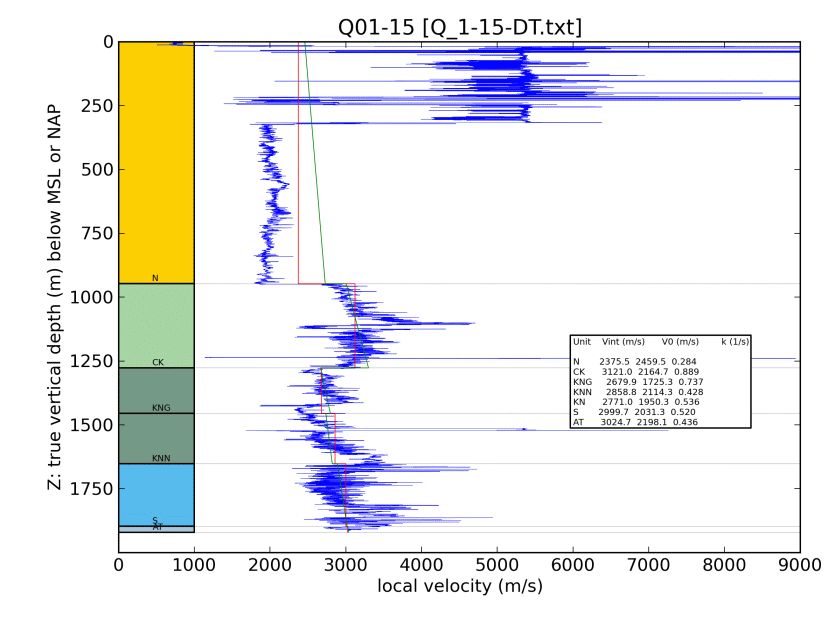 Q01-15 [Q_1-15-DT.txt]
Z: true vertical depth (m) below MSL or NAP
0
250
500
750
1000
1250
1500
1750
N
CK
KNG
KNN
S
AT
Unit Vint (m/s) V0 (m/s) k (1/s)
N 2375.5 2459.5 0.284
CK 3121.0 2164.7 0.889
KNG 2679.9 1725.3 0.737
KNN 2858.8 2114.3 0.428
KN 2771.0 1950.3 0.536
S 2999.7 2031.3 0.520
AT 3024.7 2198.1 0.436
0 1000 2000 3000 4000 5000 6000 7000 8000 9000
local velocity (m/s)